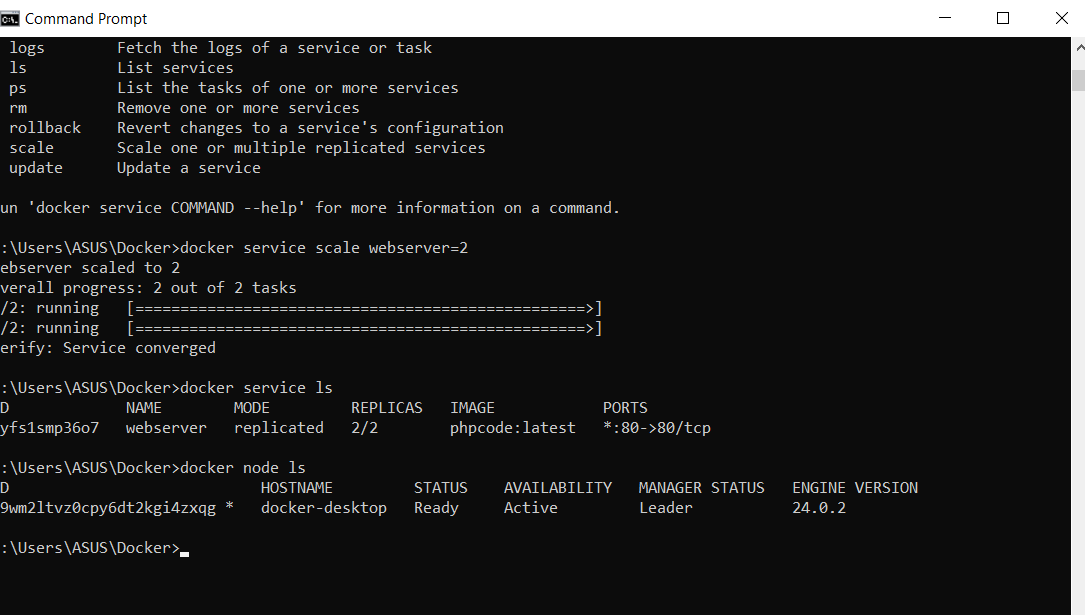 Command Prompt
logs        Fetch the logs of a service or task
ls          List services
ps          List the tasks of one or more services
rm          Remove one or more services
rollback    Revert changes to a service's configuration
scale       Scale one or multiple replicated services
update      Update a service
un 'docker service COMMAND --help' for more information on a command.
:\Users\ASUS\Docker>docker service scale webserver=2
ebserver scaled to 2
verall progress: 2 out of 2 tasks
/2: running   [==================================================>]
/2: running   [==================================================>]
erify: Service converged
:\Users\ASUS\Docker>docker service ls
D             NAME        MODE         REPLICAS   IMAGE            PORTS
yfs1smp36o7   webserver   replicated   2/2        phpcode:latest   *:80->80/tcp
:\Users\ASUS\Docker>docker node ls
D                            HOSTNAME         STATUS    AVAILABILITY   MANAGER STATUS   ENGINE VERSION
9wm2ltvz0cpy6dt2kgi4zxqg *   docker-desktop   Ready     Active         Leader           24.0.2
:\Users\ASUS\Docker>